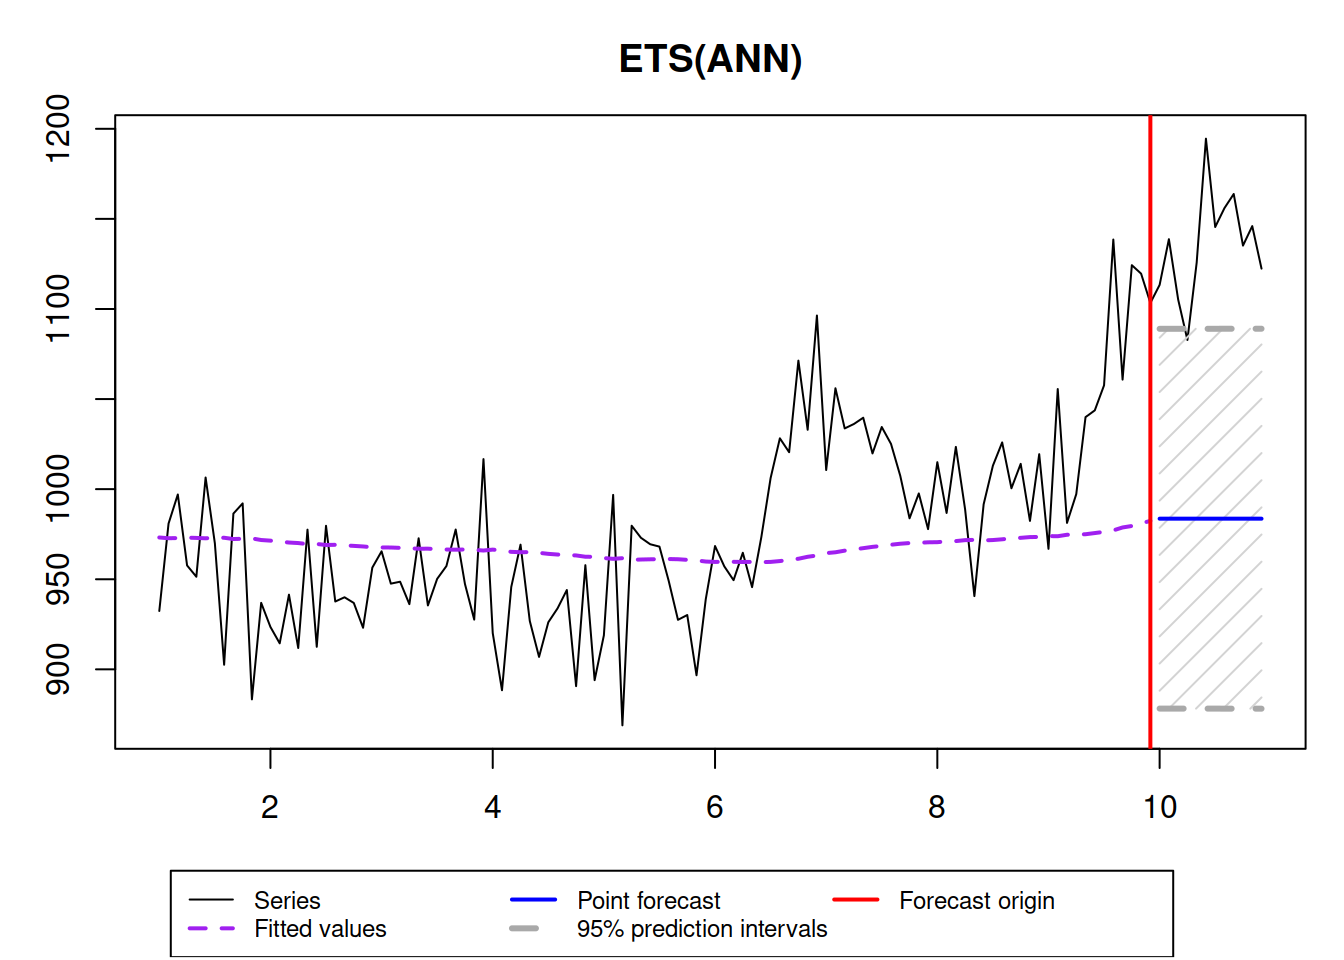 ETS(ANN)
1200
1100
1000
950
900
2 4 6 8 10
Series Point forecast Forecast origin
Fitted values 95% prediction intervals